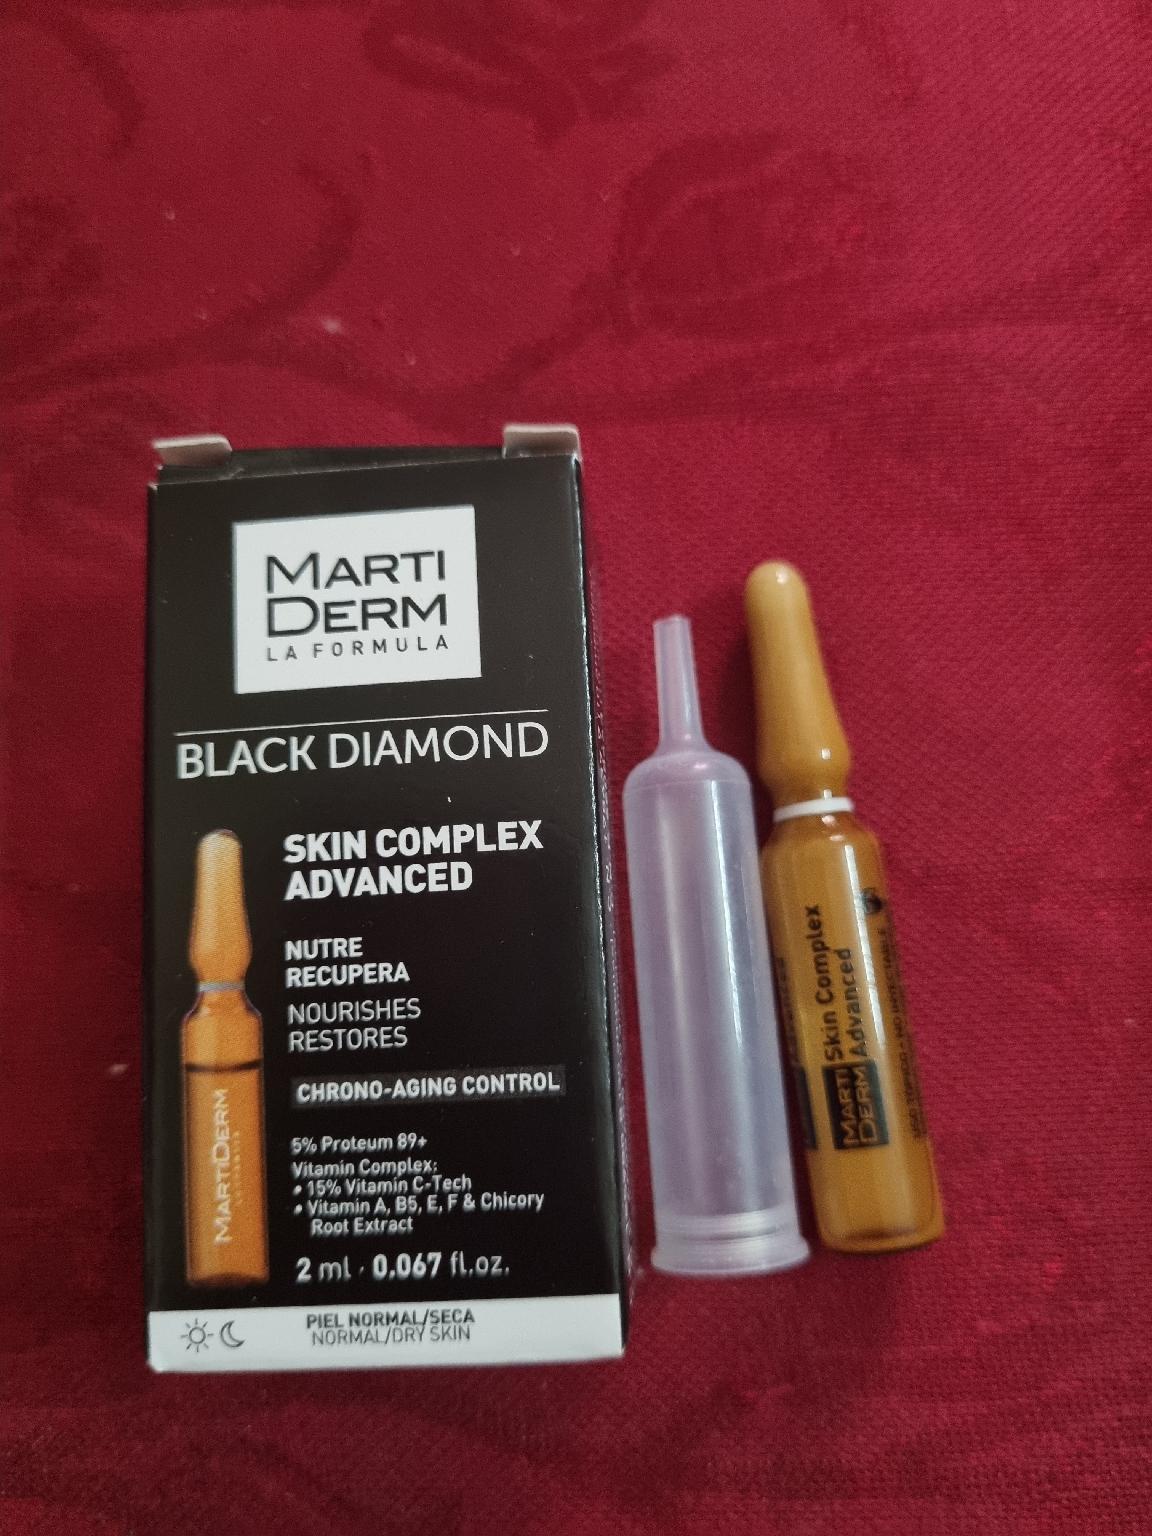 MARTI
DERM
LA FORMULA
BLACK DIAMOND
SKIN COMPLEX
ADVANCED
NUTRE
RECUPERA
NOURISHES
RESTORES
CHRONO-AGING CONTROL
5% Proteum 89+
Vitamin Complex:
• 15% Vitamin C-Tech
• Vitamin A, B5, E, F & Chicory
Root Extract
2 ml · 0.067 fl.oz.
PIEL NORMAL/SECA
NORMAL/DRY SKIN
MARTIDERM
MARTI
DERM
Skin Complex
Advanced